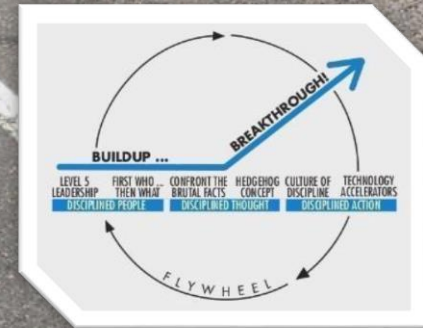 BREAKTHROUGH!
BUILDUP ...
LEVEL 5 LEADERSHIP
FIRST WHO ... THEN WHAT
CONFRONT THE BRUTAL FACTS
HEDGEHOG CONCEPT
CULTURE OF DISCIPLINE
TECHNOLOGY ACCELERATORS
DISCIPLINED PEOPLE
DISCIPLINED THOUGHT
DISCIPLINED ACTION
FLYWHEEL